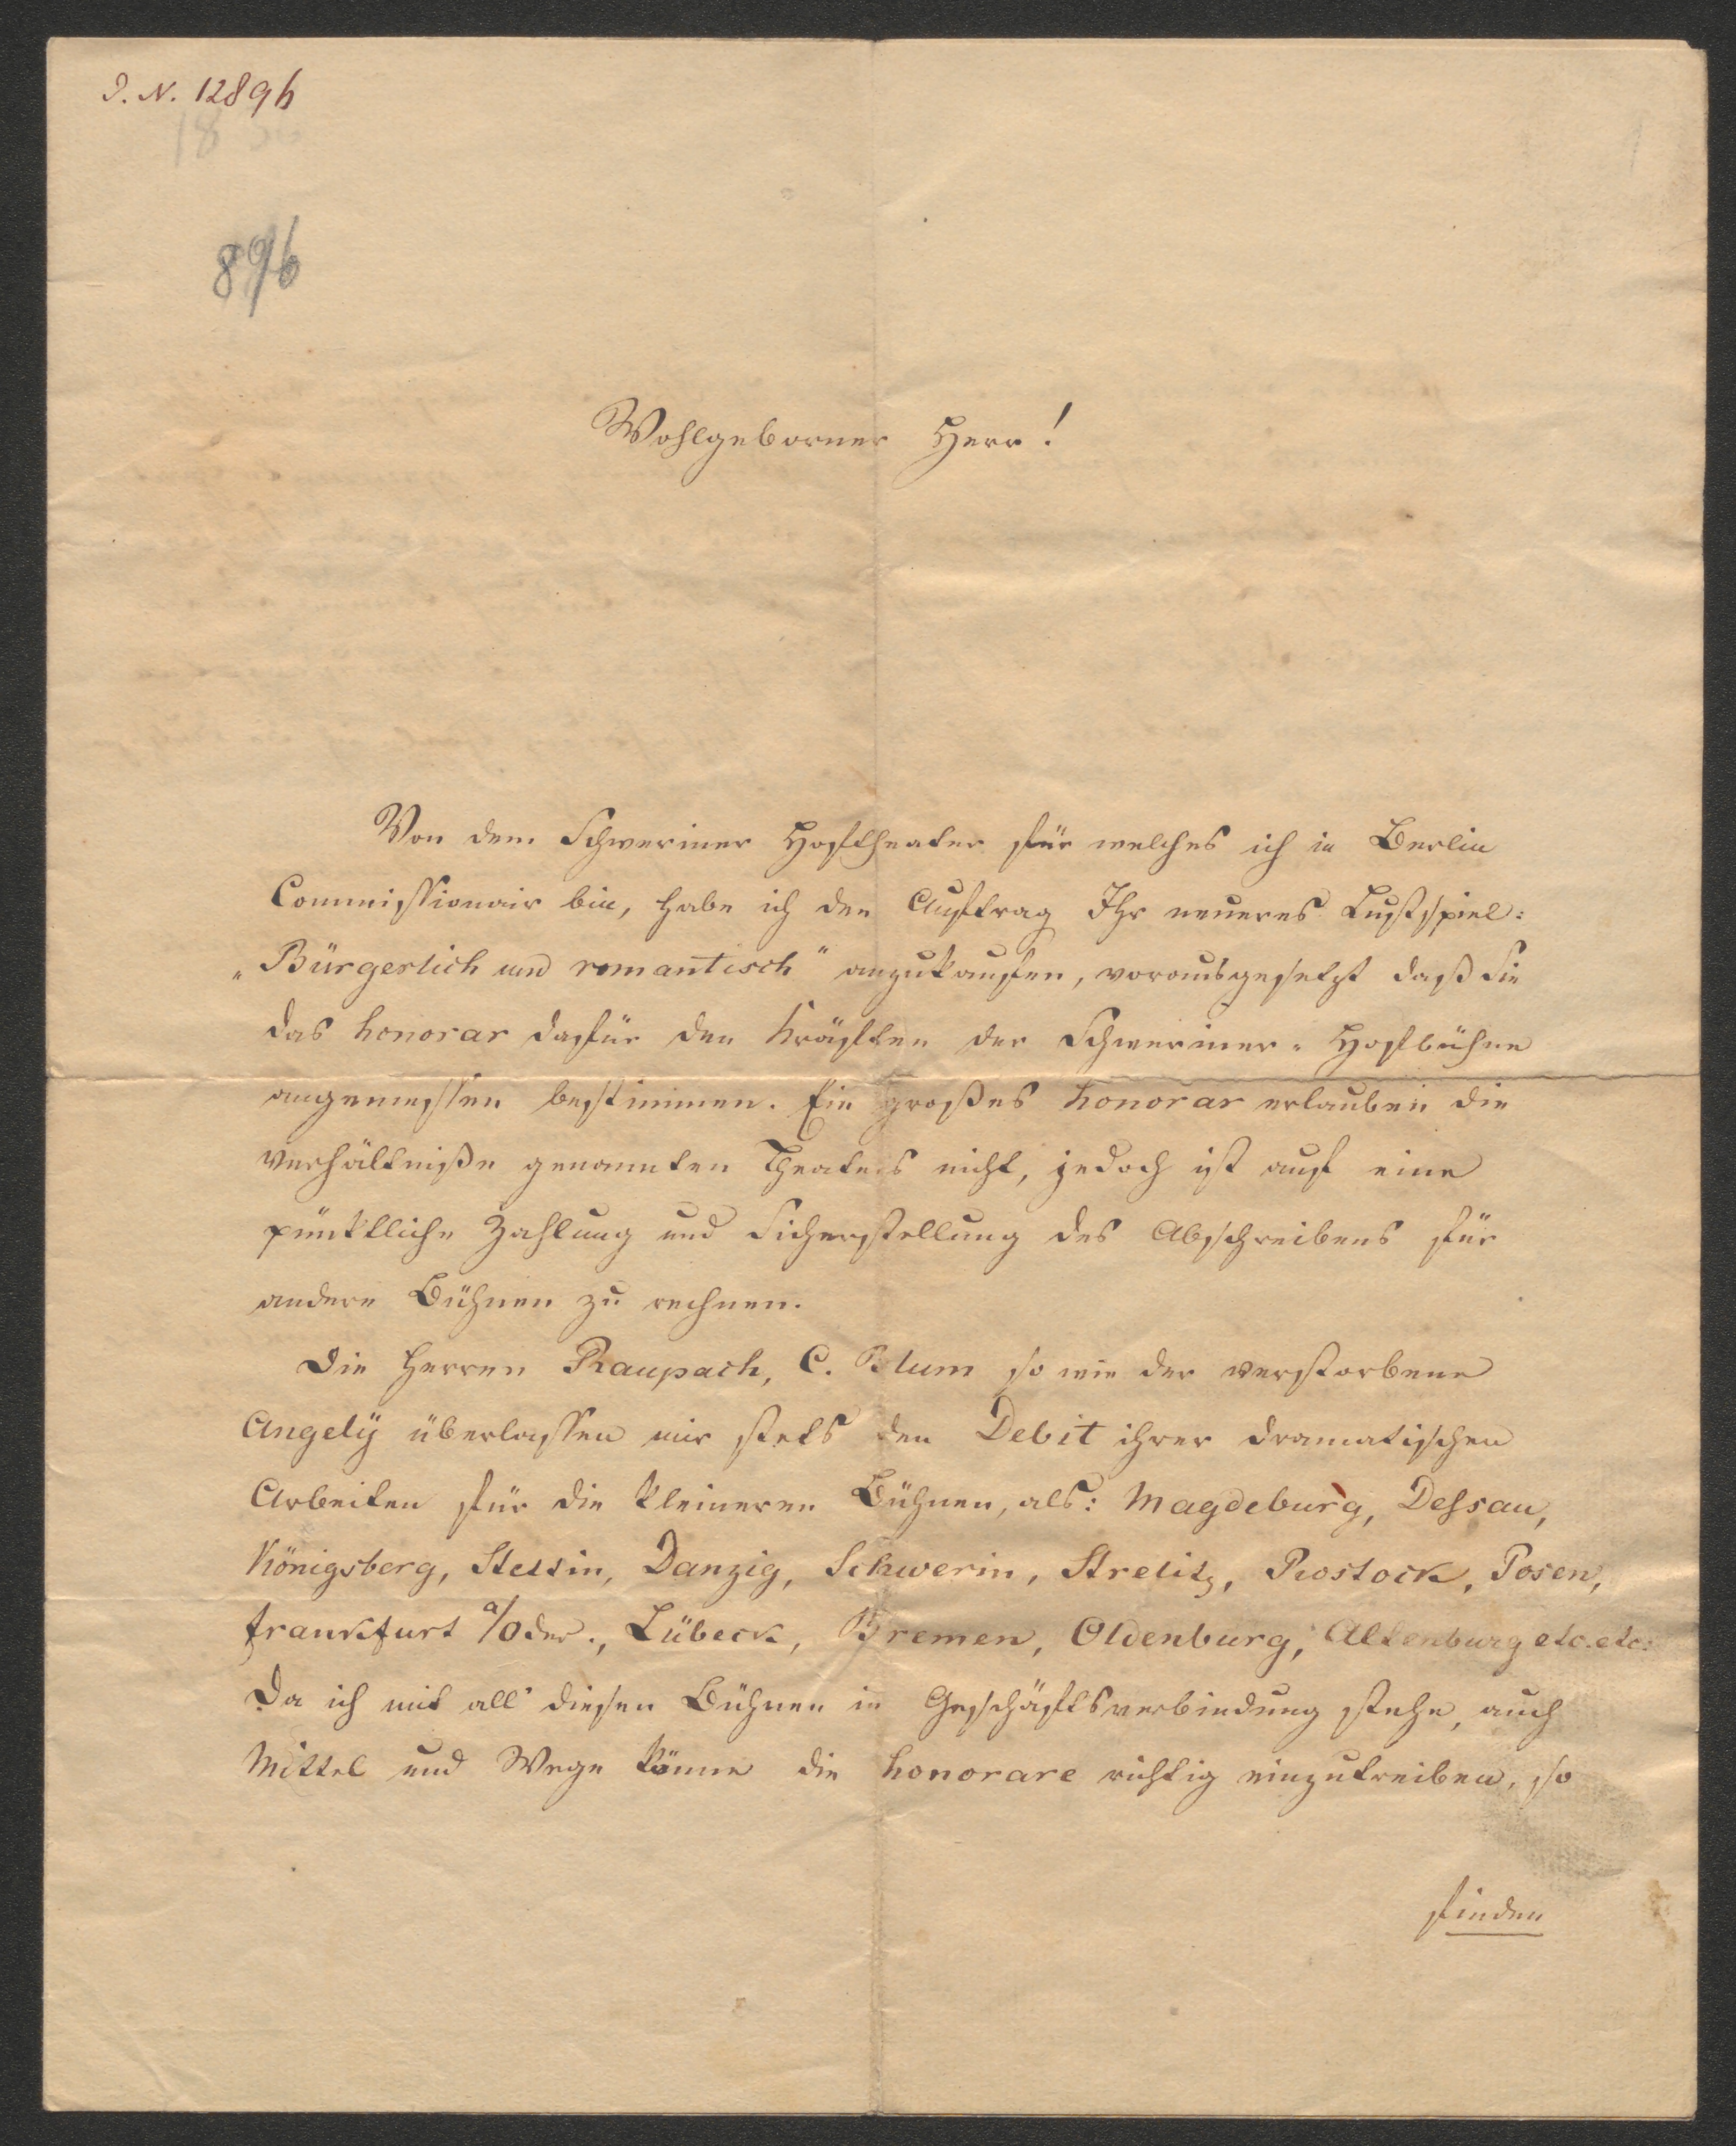 J. N. 12896
18
896
Wohlgeborner Herr!
Von dem Schweriner Hoftheater für welches ich in Berlin
Commissionair bin, habe ich den Auftrag Ihr neueres Lustspiel:
„Bürgerlich und romantisch" anzukaufen, vorausgesetzt daß Sie
das honorar dafür den Kräften der Schweriner-Hofbühne
angemessen bestimmen. Ein großes honorar erlauben die
Verhältniße genannten Theaters nicht, jedoch ist auf eine
pünktliche Zahlung und Sicherstellung des Abschreibens für
andere Bühnen zu rechnen.
Die Herren Raupach, C. Blum so wie der verstorbene
Angelÿ überlassen mir stets den Debit ihrer dramatischen
Arbeiten für die kleineren Bühnen, als: Magdeburg, Dessau,
Königsberg, Stettin, Danzig, Schwerin, Strelitz, Rostock, Posen,
frankfurt a/Oder., Lübeck, Bremen, Oldenburg, Altenburg etc. etc:
Da ich mit all' diesen Bühnen in Geschäftsverbindung stehe, auch
Mittel und Wege kenne die honorare richtig einzutreiben, so
finden